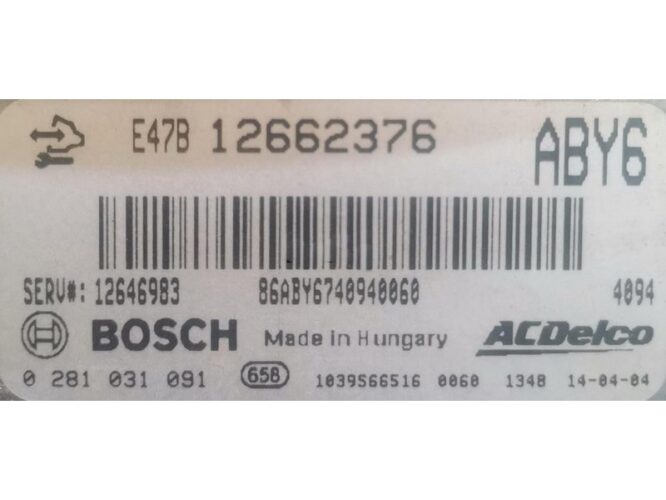 E47B 12662376 ABY6
SERV#: 12646983 86ABY6740940060 4094
BOSCH Made in Hungary ACDelco
0 281 031 091 658 1039S66516 0060 1348 14-04-04